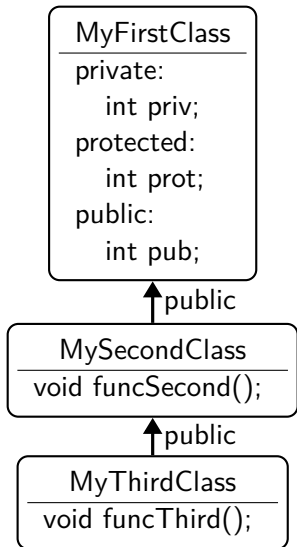 MyFirstClass
private:
int priv;
protected:
int prot;
public:
int pub;
public
MySecondClass
void funcSecond();
public
MyThirdClass
void funcThird();